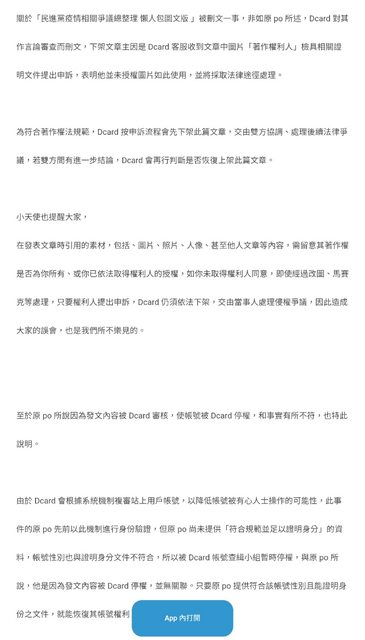 關於「民進黨疫情相關爭議總整理 懶人包圖文版 」被刪文一事，非如原 po 所述，Dcard 對其
作言論審查而刪文，下架文章主因是 Dcard 客服收到文章中圖片「著作權利人」檢具相關證
明文件提出申訴，表明他並未授權圖片如此使用，並將採取法律途徑處理。
為符合著作權法規範，Dcard 按申訴流程會先下架此篇文章，交由雙方協調、處理後續法律爭
議，若雙方間有進一步結論，Dcard 會再行判斷是否恢復上架此篇文章。
小天使也提醒大家，
在發表文章時引用的素材，包括、圖片、照片、人像、甚至他人文章等內容，需留意其著作權
是否為你所有、或你已依法取得權利人的授權，如你未取得權利人同意，即使經過改圖、馬賽
克等處理，只要權利人提出申訴，Dcard 仍須依法下架，交由當事人處理侵權爭議，因此造成
大家的誤會，也是我們所不樂見的。
至於原 po 所說因為發文內容被 Dcard 審核，使帳號被 Dcard 停權，和事實有所不符，也特此
說明。
由於 Dcard 會根據系統機制複審站上用戶帳號，以降低帳號被有心人士操作的可能性，此事
件的原 po 先前以此機制進行身份驗證，但原 po 尚未提供「符合規範並足以證明身分」的資
料，帳號性別也與證明身分文件不符合，所以被 Dcard 帳號查緝小組暫時停權，與原 po 所
說，他是因為發文內容被 Dcard 停權，並無關聯。只要原 po 提供符合該帳號性別且能證明身
份之文件，就能恢復其帳號權利
App 內打開